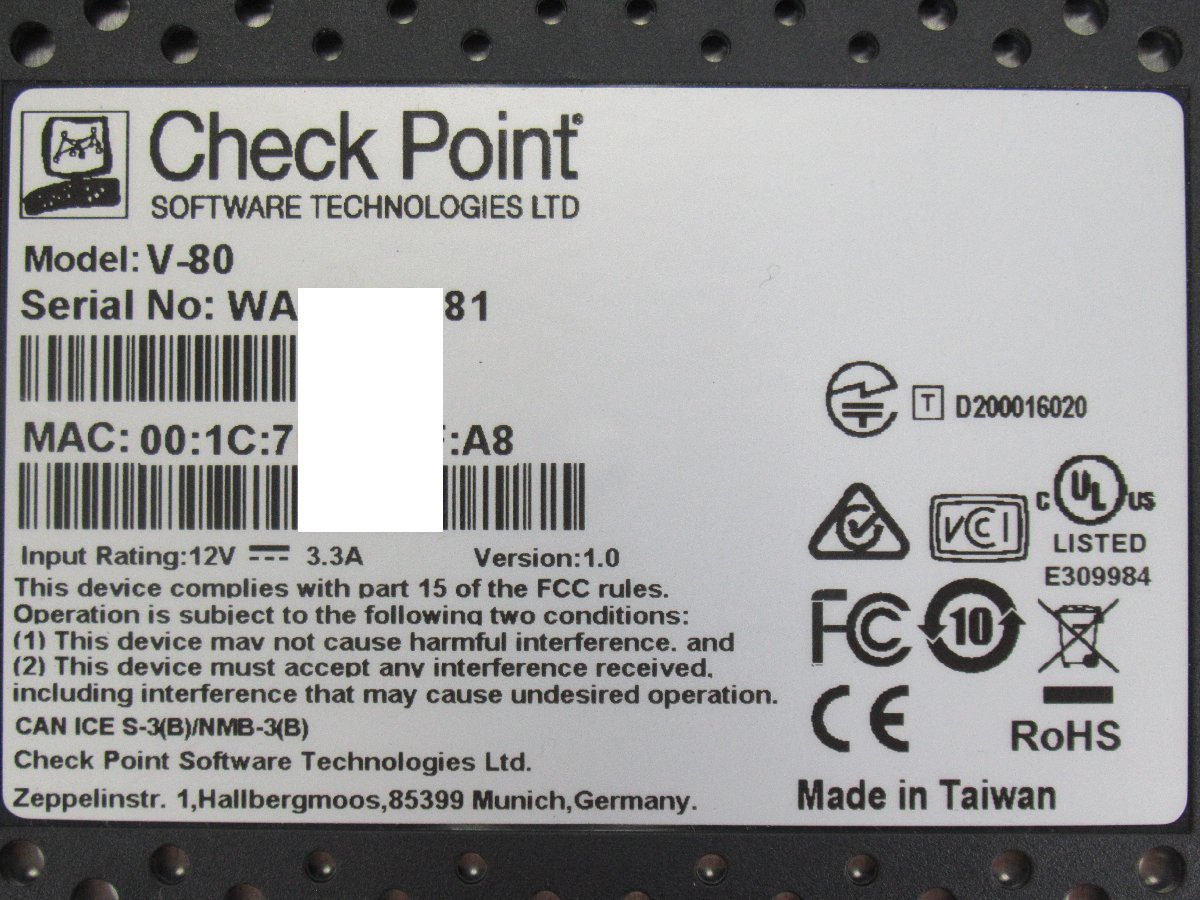 Check Point
SOFTWARE TECHNOLOGIES LTD
Model: V-80
Serial No: WA 81
MAC: 00:1C:7 :A8
Input Rating:12V 3.3A Version:1.0
This device complies with part 15 of the FCC rules.
Operation is subject to the following two conditions:
(1) This device may not cause harmful interference, and
(2) This device must accept any interference received,
including interference that may cause undesired operation.
CAN ICE S-3(B)/NMB-3(B)
Check Point Software Technologies Ltd.
Zeppelinstr. 1,Hallbergmoos,85399 Munich,Germany.
T D200016020
VCI
C UL US
LISTED
E309984
FC
10
CE
RoHS
Made in Taiwan